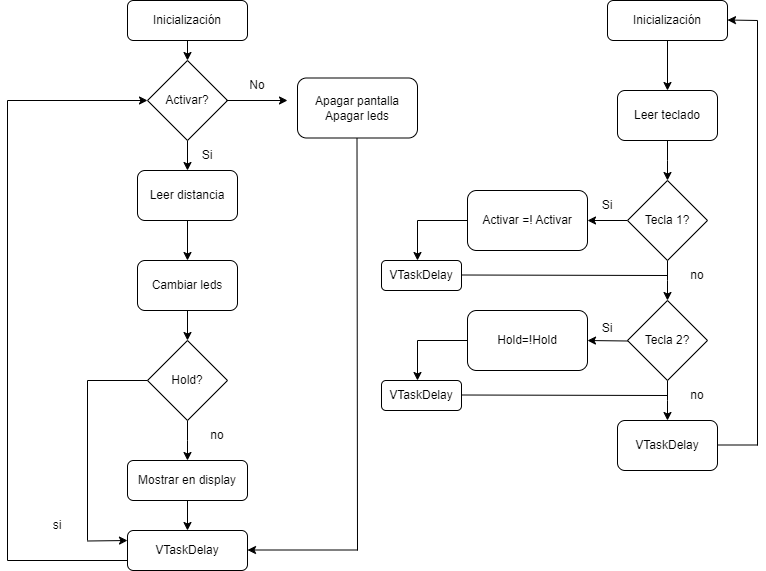 Inicialización
Activar?
No
Apagar pantalla
Apagar leds
Si
Leer distancia
Cambiar leds
Hold?
no
Mostrar en display
si
VTaskDelay
Inicialización
Leer teclado
Tecla 1?
Si
Activar =! Activar
VTaskDelay
no
Tecla 2?
Si
Hold=!Hold
VTaskDelay
no
VTaskDelay